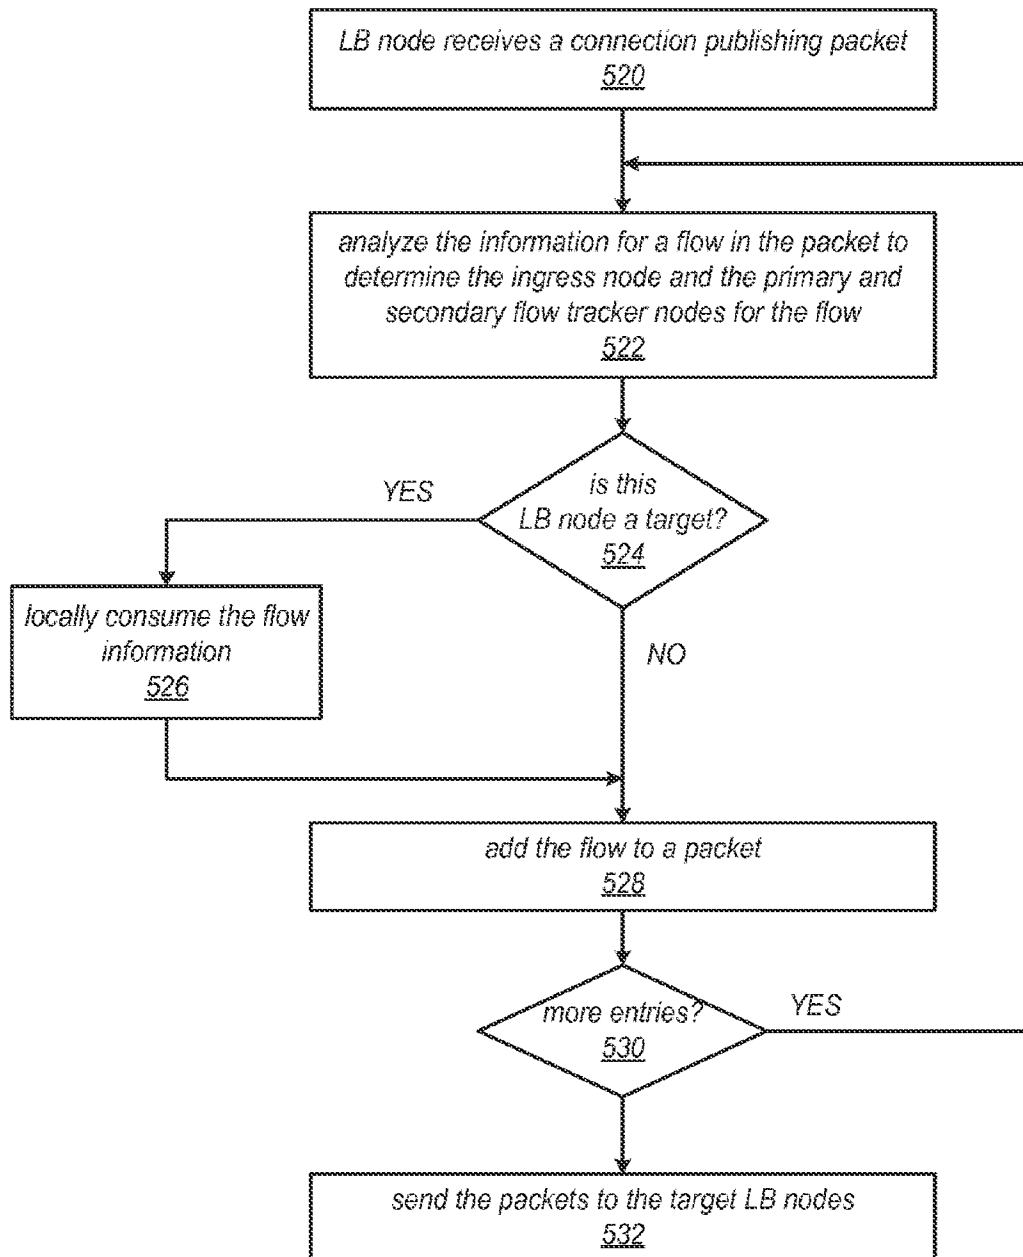 LB node receives a connection publishing packet
520
analyze the information for a flow in the packet to
determine the ingress node and the primary and
secondary flow tracker nodes for the flow
522
is this
LB node a target?
524
YES
NO
locally consume the flow
information
526
add the flow to a packet
528
more entries?
530
YES
send the packets to the target LB nodes
532